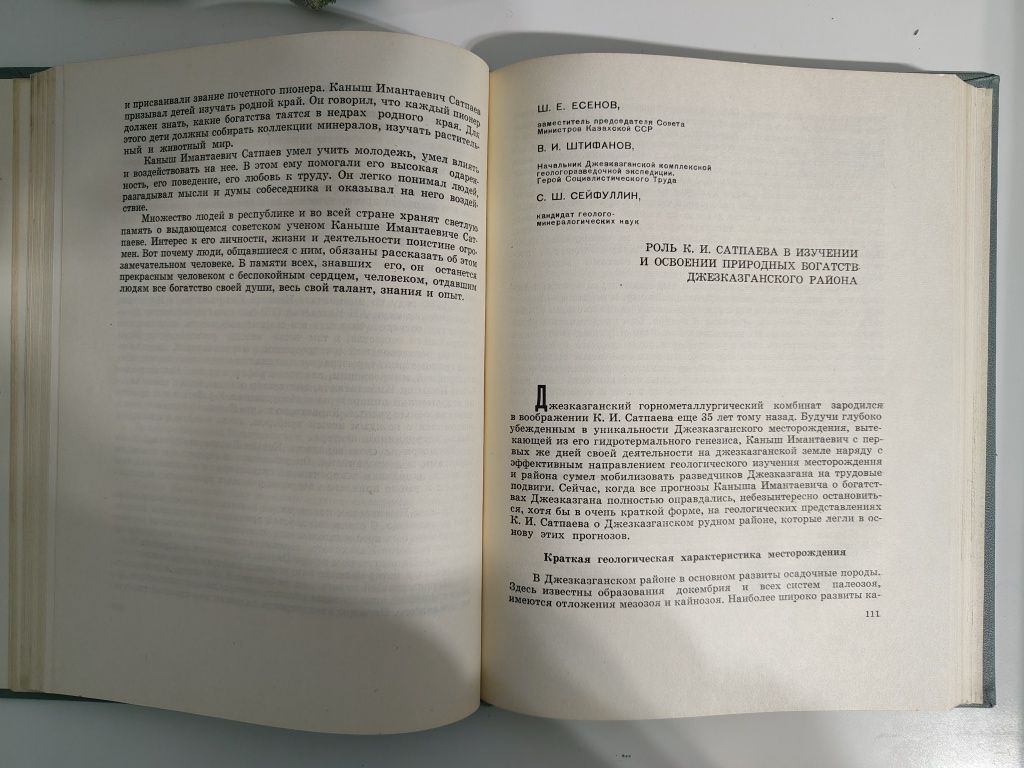 и присваивали звание почетного пионера. Каныш Имантаевич Сатпаев
призывал детей изучать родной край. Он говорил, что каждый пионер
должен знать, какие богатства таятся в недрах родного края. Для
этого дети должны собирать коллекции минералов, изучать раститель-
ный и животный мир.
Каныш Имантаевич Сатпаев умел учить молодежь, умел влиять
и воздействовать на нее. В этом ему помогали его высокая одарен-
ность, его поведение, его любовь к труду. Он легко понимал людей,
разгадывал мысли и думы собеседника и оказывал на него воздей-
ствие.
Множество людей в республике и во всей стране хранят светлую
память о выдающемся советском ученом Каныше Имантаевиче Сат-
паеве. Интерес к его личности, жизни и деятельности поистине огро-
мен. Вот почему люди, общавшиеся с ним, обязаны рассказать об этом
замечательном человеке. В памяти всех, знавших его, он останется
прекрасным человеком с беспокойным сердцем, человеком, отдавшим
людям все богатство своей души, весь свой талант, знания и опыт.
Ш. Е. ЕСЕНОВ,
заместитель председателя Совета
Министров Казахской ССР
В. И. ШТИФАНОВ,
Начальник Джезказганской комплексной
геологоразведочной экспедиции,
Герой Социалистического Труда
С. Ш. СЕЙФУЛЛИН,
кандидат геолого-
минералогических наук
РОЛЬ К. И. САТПАЕВА В ИЗУЧЕНИИ
И ОСВОЕНИИ ПРИРОДНЫХ БОГАТСТВ
ДЖЕЗКАЗГАНСКОГО РАЙОНА
Джезказганский горнометаллургический комбинат зародился
в воображении К. И. Сатпаева еще 35 лет тому назад. Будучи глубоко
убежденным в уникальности Джезказганского месторождения, выте-
кающей из его гидротермального генезиса, Каныш Имантаевич с пер-
вых же дней своей деятельности на джезказганской земле наряду с
эффективным направлением геологического изучения месторождения
и района сумел мобилизовать разведчиков Джезказгана на трудовые
подвиги. Сейчас, когда все прогнозы Каныша Имантаевича о богатст-
вах Джезказгана полностью оправдались, небезынтересно остановить-
ся, хотя бы в очень краткой форме, на геологических представлениях
К. И. Сатпаева о Джезказганском рудном районе, которые легли в ос-
нову этих прогнозов.
Краткая геологическая характеристика месторождения
В Джезказганском районе в основном развиты осадочные породы.
Здесь известны образования докембрия и всех систем палеозоя,
имеются отложения мезозоя и кайнозоя. Наиболее широко развиты ка-
111